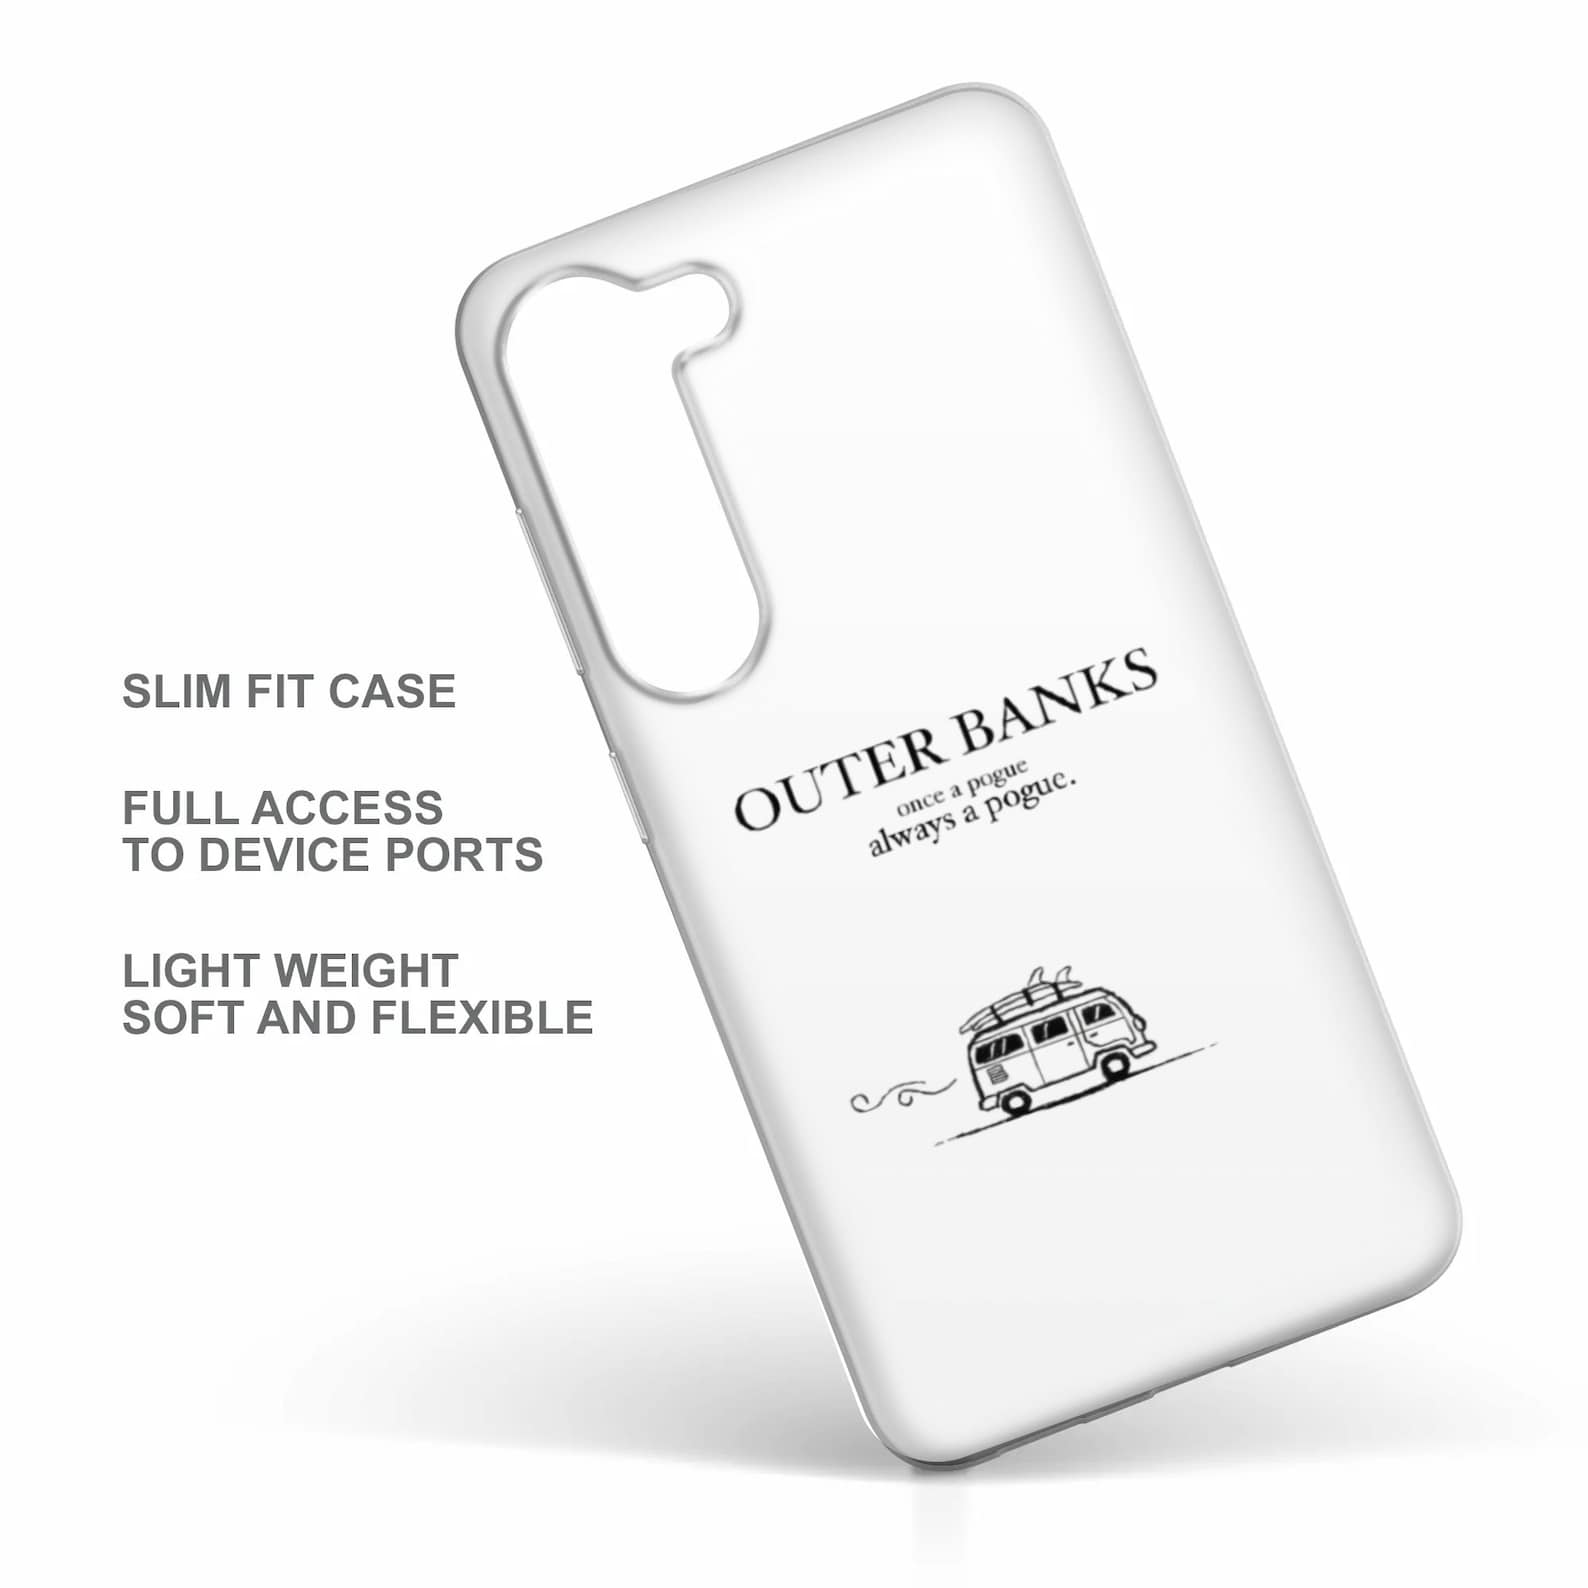 SLIM FIT CASE
FULL ACCESS
TO DEVICE PORTS
LIGHT WEIGHT
SOFT AND FLEXIBLE
OUTER BANKS
once a pogue
always a pogue.